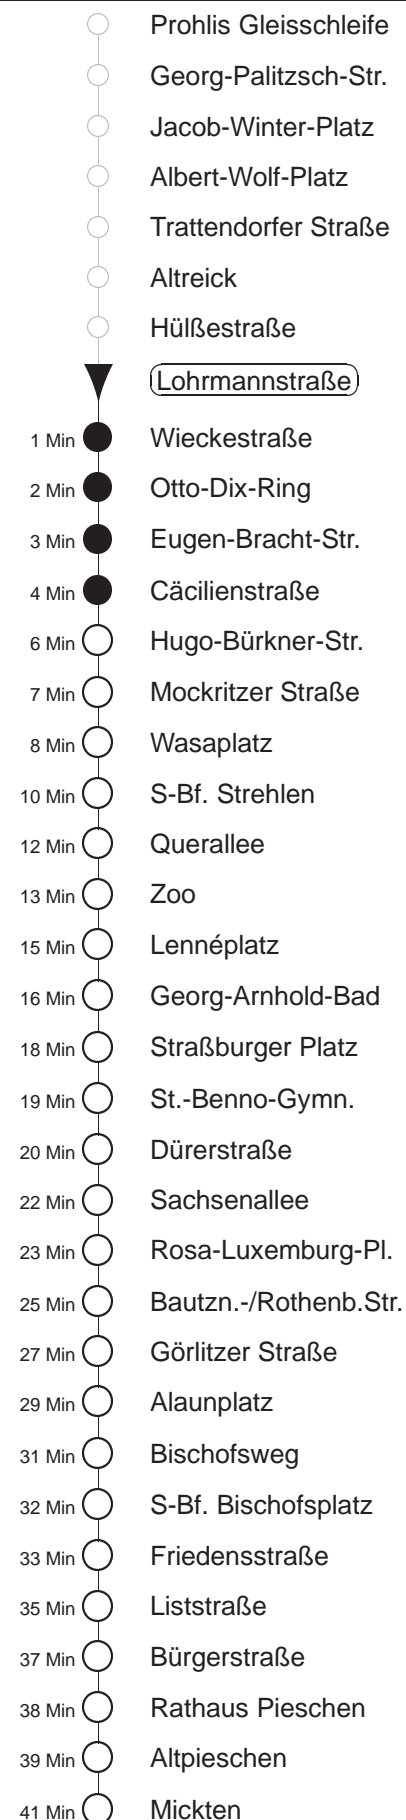 Prohlis Gleisschleife
Georg-Palitzsch-Str.
Jacob-Winter-Platz
Albert-Wolf-Platz
Trattendorfer Straße
Altreick
Hülßestraße
Lohrmannstraße
1 Min Wieckestraße
2 Min Otto-Dix-Ring
3 Min Eugen-Bracht-Str.
4 Min Cäcilienstraße
6 Min Hugo-Bürkner-Str.
7 Min Mockritzer Straße
8 Min Wasaplatz
10 Min S-Bf. Strehlen
12 Min Querallee
13 Min Zoo
15 Min Lennéplatz
16 Min Georg-Arnhold-Bad
18 Min Straßburger Platz
19 Min St.-Benno-Gymn.
20 Min Dürerstraße
22 Min Sachsenallee
23 Min Rosa-Luxemburg-Pl.
25 Min Bautzn.-/Rothenb.Str.
27 Min Görlitzer Straße
29 Min Alaunplatz
31 Min Bischofsweg
32 Min S-Bf. Bischofsplatz
33 Min Friedensstraße
35 Min Liststraße
37 Min Bürgerstraße
38 Min Rathaus Pieschen
39 Min Altpieschen
41 Min Mickten